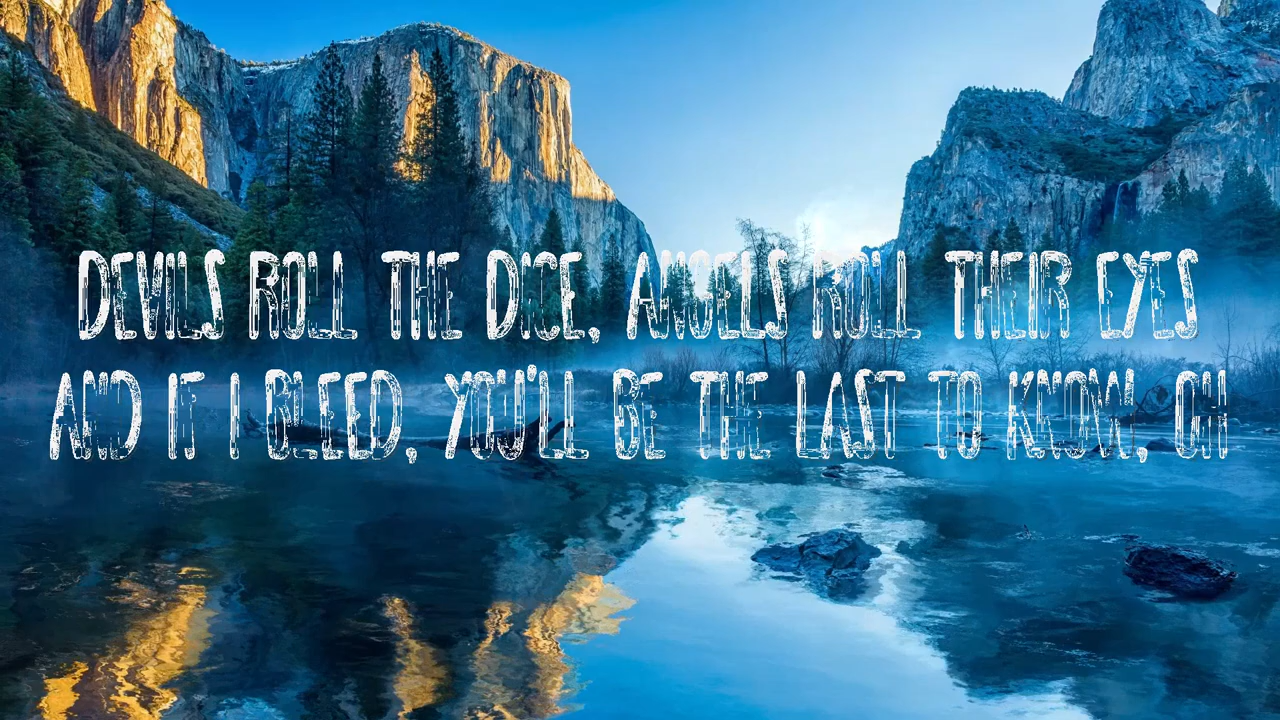 DEVILS ROLL THE DICE, ANGELS ROLL THEIR EYES
AND IF I BLEED, YOU'LL BE THE LAST TO KNOW, OH